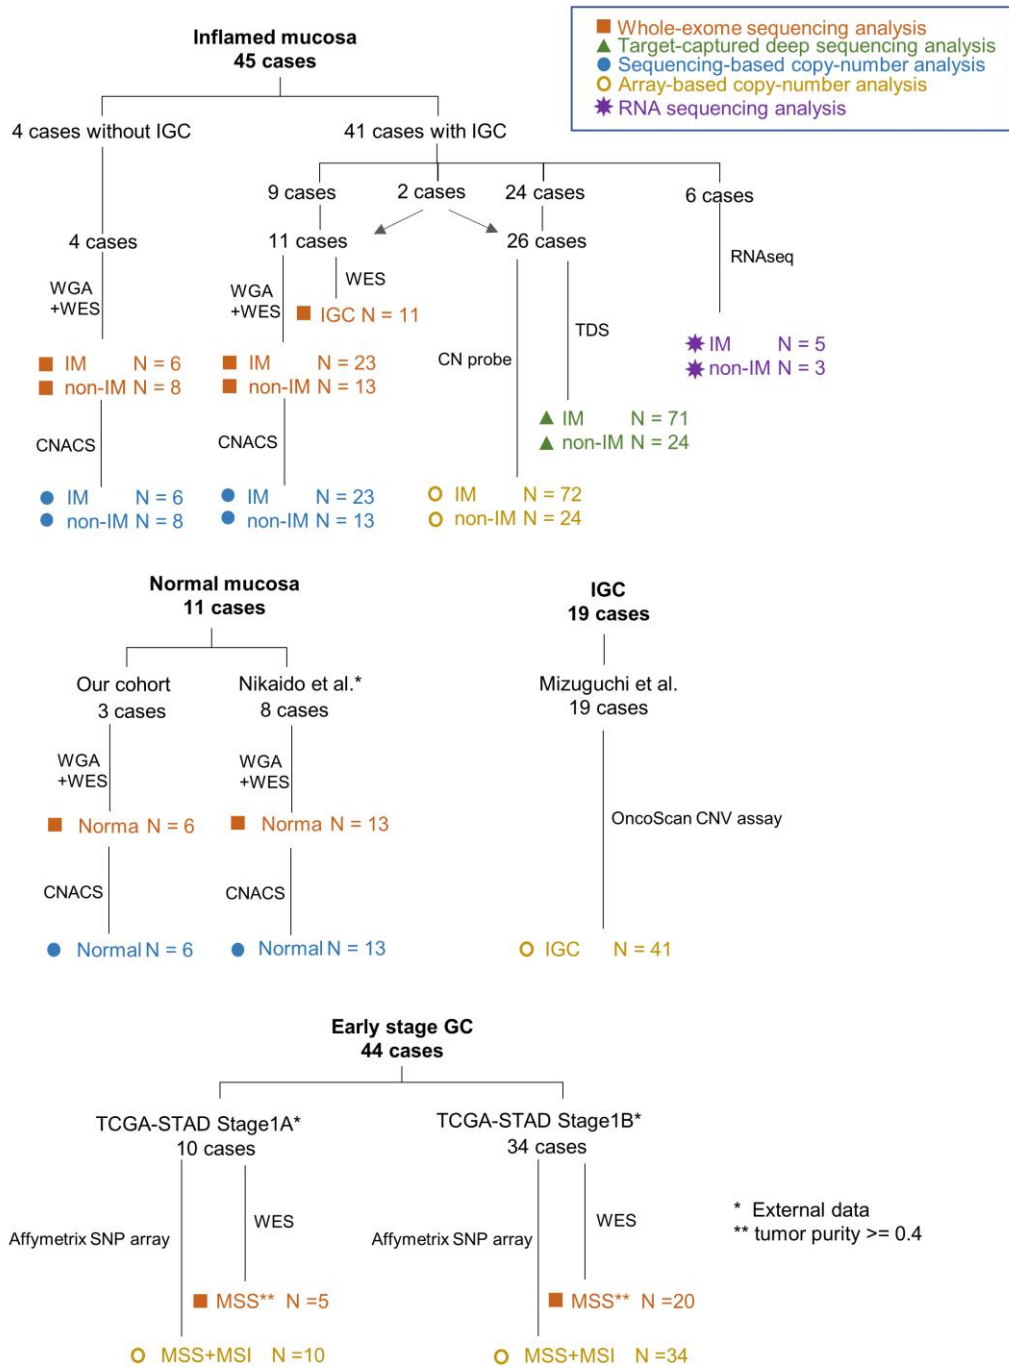 Inflamed mucosa
45 cases
Whole-exome sequencing analysis
Target-captured deep sequencing analysis
Sequencing-based copy-number analysis
Array-based copy-number analysis
RNA sequencing analysis
4 cases without IGC
41 cases with IGC
9 cases
2 cases
24 cases
6 cases
4 cases
11 cases
26 cases
WGA
+WES
WGA
+WES
WES
IGC N = 11
CN probe
TDS
RNAseq
IM N = 6
non-IM N = 8
IM N = 23
non-IM N = 13
IM N = 5
non-IM N = 3
IM N = 71
non-IM N = 24
CNACS
CNACS
IM N = 6
non-IM N = 8
IM N = 23
non-IM N = 13
IM N = 72
non-IM N = 24
Normal mucosa
11 cases
Our cohort
3 cases
Nikaido et al.*
8 cases
WGA
+WES
WGA
+WES
Norma N = 6
Norma N = 13
CNACS
CNACS
Normal N = 6
Normal N = 13
IGC
19 cases
Mizuguchi et al.
19 cases
OncoScan CNV assay
IGC N = 41
Early stage GC
44 cases
TCGA-STAD Stage1A*
10 cases
TCGA-STAD Stage1B*
34 cases
Affymetrix SNP array
WES
Affymetrix SNP array
WES
MSS** N =5
MSS** N =20
MSS+MSI N =10
MSS+MSI N =34
* External data
** tumor purity >= 0.4